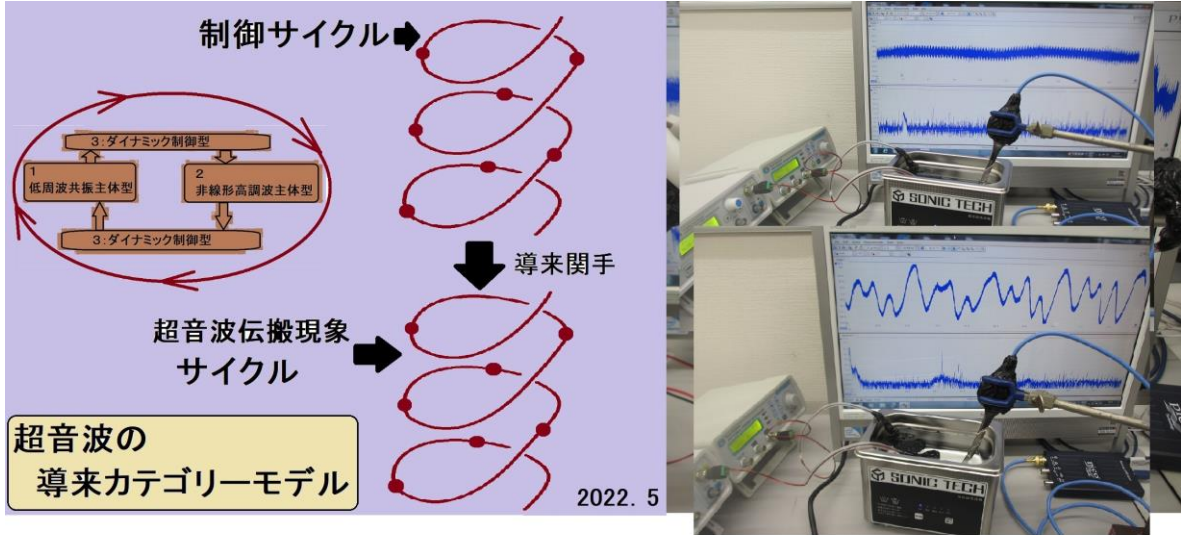 制御サイクル
3:ダイナミック制御型
1
低周波共振主体型
2
非線形高調波主体型
3:ダイナミック制御型
導来関手
超音波伝搬現象
サイクル
超音波の
導来カテゴリーモデル
2022. 5
SONIC TECH
SONIC TECH